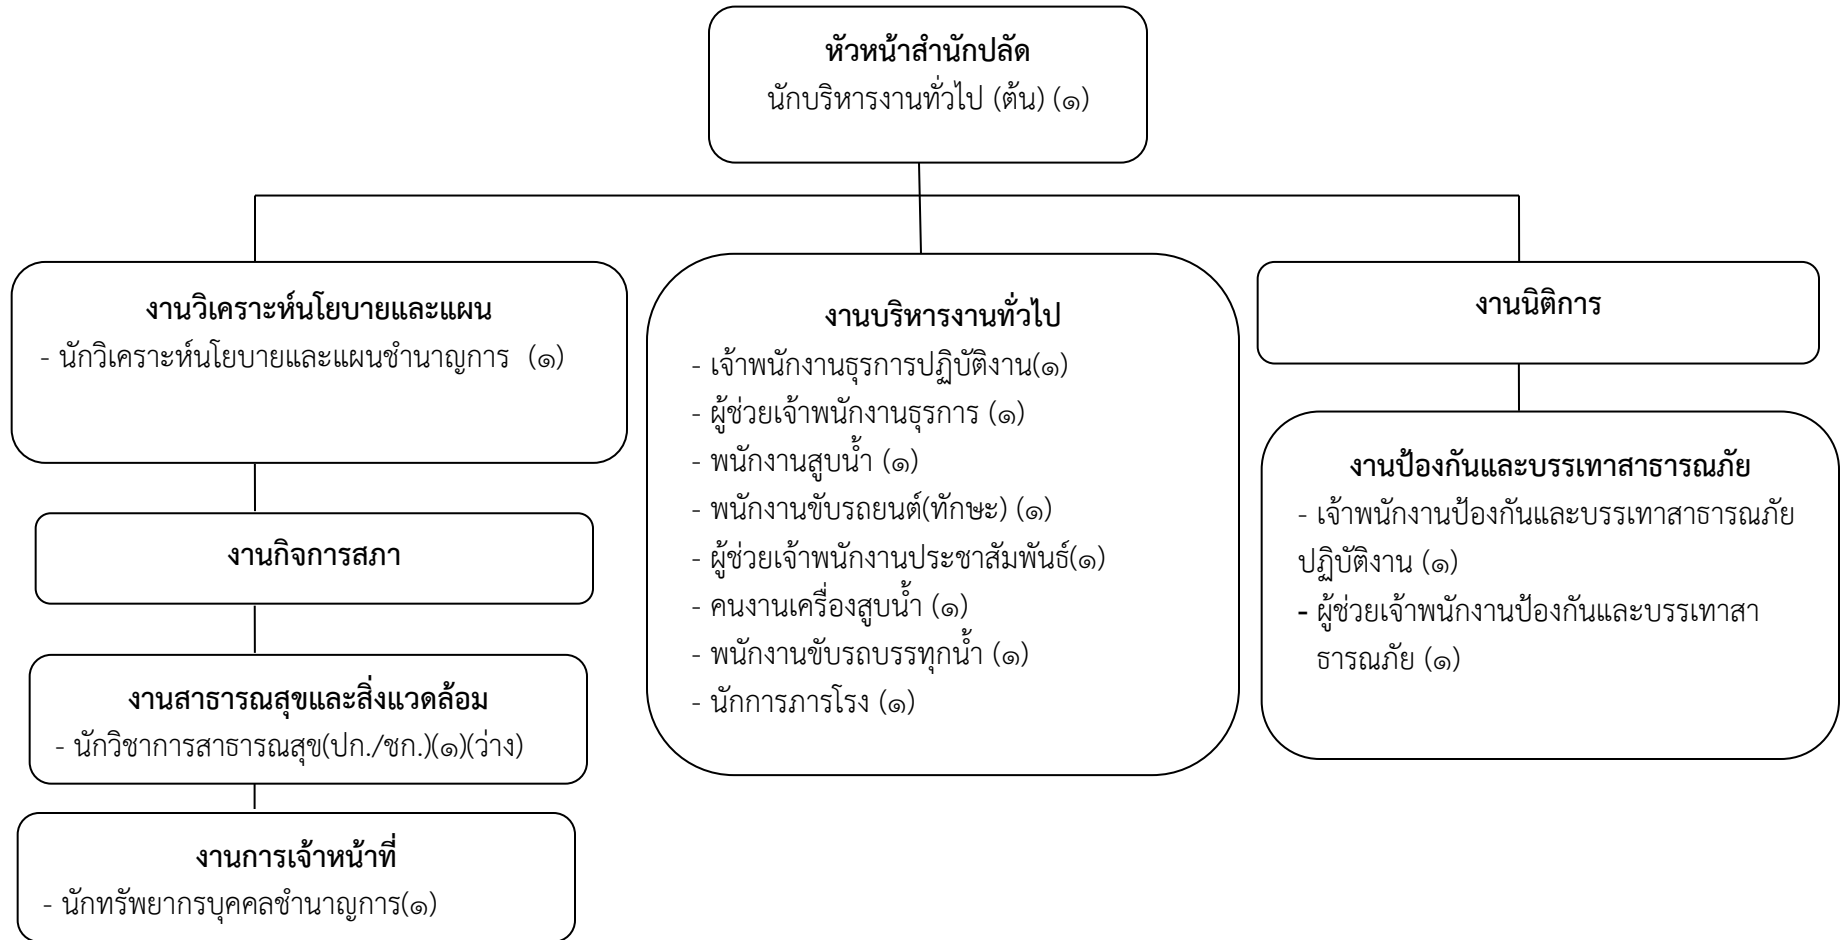 หัวหน้าสำนักปลัด
นักบริหารงานทั่วไป (ต้น) (๑)
งานวิเคราะห์นโยบายและแผน
- นักวิเคราะห์นโยบายและแผนชำนาญการ (๑)
งานกิจการสภา
งานสาธารณสุขและสิ่งแวดล้อม
- นักวิชาการสาธารณสุข(ปก./ชก.)(๑)(ว่าง)
งานการเจ้าหน้าที่
- นักทรัพยากรบุคคลชำนาญการ(๑)
งานบริหารงานทั่วไป
- เจ้าพนักงานธุรการปฏิบัติงาน(๑)
- ผู้ช่วยเจ้าพนักงานธุรการ (๑)
- พนักงานสูบน้ำ (๑)
- พนักงานขับรถยนต์(ทักษะ) (๑)
- ผู้ช่วยเจ้าพนักงานประชาสัมพันธ์(๑)
- คนงานเครื่องสูบน้ำ (๑)
- พนักงานขับรถบรรทุกน้ำ (๑)
- นักการภารโรง (๑)
งานนิติการ
งานป้องกันและบรรเทาสาธารณภัย
- เจ้าพนักงานป้องกันและบรรเทาสาธารณภัย
ปฏิบัติงาน (๑)
- ผู้ช่วยเจ้าพนักงานป้องกันและบรรเทาสา
ธารณภัย (๑)